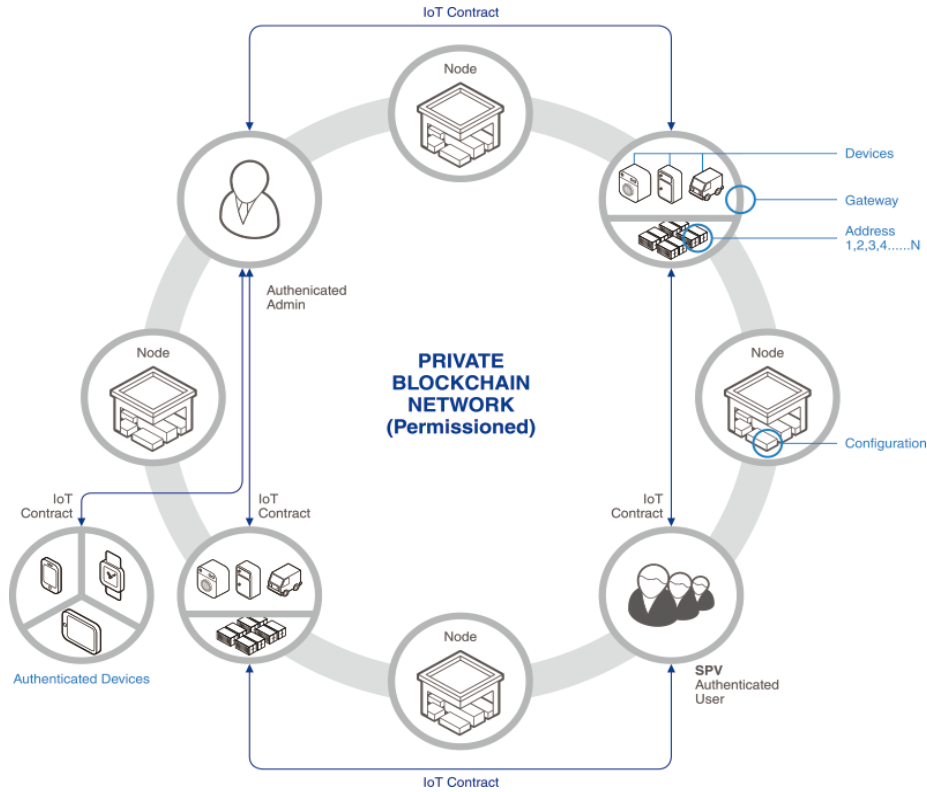 IoT Contract
Node
Devices
Gateway
Address
1,2,3,4......N
Authenicated
Admin
Node
PRIVATE
BLOCKCHAIN
NETWORK
(Permissioned)
Node
Configuration
IoT
Contract
IoT
Contract
IoT
Contract
Authenticated Devices
Node
SPV
Authenticated
User
IoT Contract